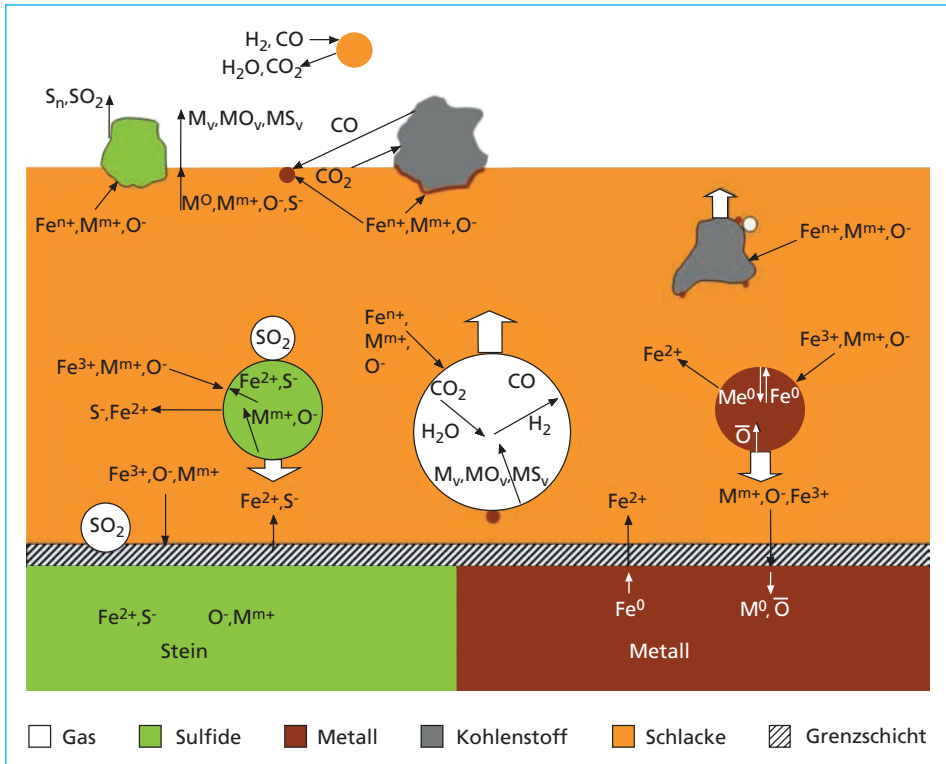 H₂, CO
H₂O,CO₂
Sₙ,SO₂
Mᵥ,MOᵥ,MSᵥ
CO
CO₂
M⁰,Mᵐ⁺,O⁻,S⁻
Feⁿ⁺,Mᵐ⁺,O⁻
Feⁿ⁺,Mᵐ⁺,O⁻
Feⁿ⁺,Mᵐ⁺,O⁻
SO₂
Fe³⁺,Mᵐ⁺,O⁻
Fe²⁺,S⁻
S⁻,Fe²⁺
Mᵐ⁺,O⁻
Feⁿ⁺,
Mᵐ⁺,
O⁻
CO₂
CO
H₂O
H₂
Mᵥ,MOᵥ,MSᵥ
Fe²⁺
Fe³⁺,Mᵐ⁺,O⁻
Me⁰
Fe⁰
O̅
Fe³⁺,O⁻,Mᵐ⁺
Fe²⁺,S⁻
Fe²⁺
Mᵐ⁺,O⁻,Fe³⁺
SO₂
Fe²⁺,S⁻
O⁻,Mᵐ⁺
Fe⁰
M⁰, O̅
Stein
Metall
Gas
Sulfide
Metall
Kohlenstoff
Schlacke
Grenzschicht